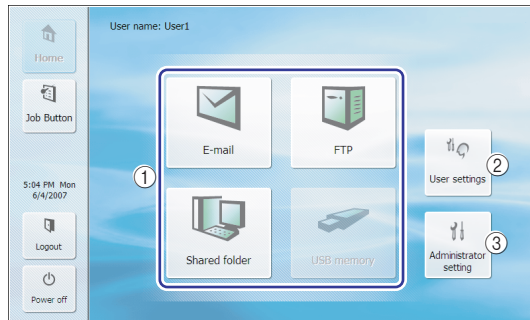 User name: User1
Home
Job Button
5:04 PM Mon
6/4/2007
Logout
Power off
1
E-mail
FTP
Shared folder
USB memory
User settings
2
Administrator
setting
3